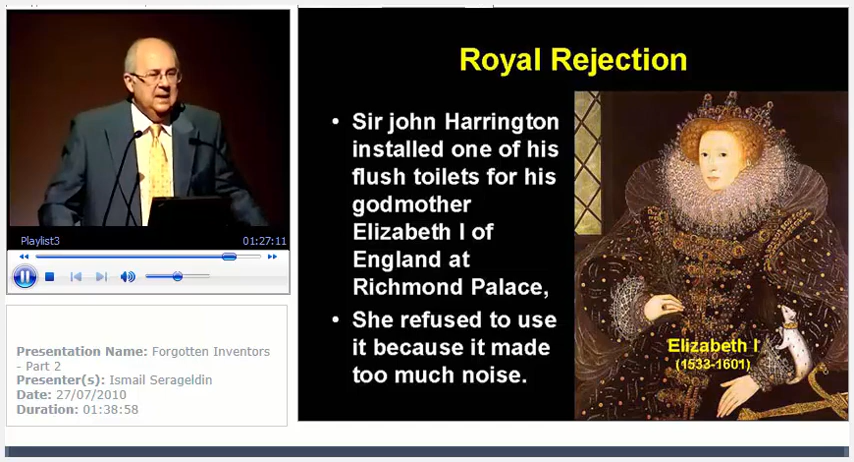 Royal Rejection
• Sir john Harrington
installed one of his
flush toilets for his
godmother
Elizabeth I of
England at
Richmond Palace,
• She refused to use
it because it made
too much noise.
Elizabeth I
(1533-1601)
Playlist3
01:27:11
Presentation Name: Forgotten Inventors
- Part 2
Presenter(s): Ismail Serageldin
Date: 27/07/2010
Duration: 01:38:58